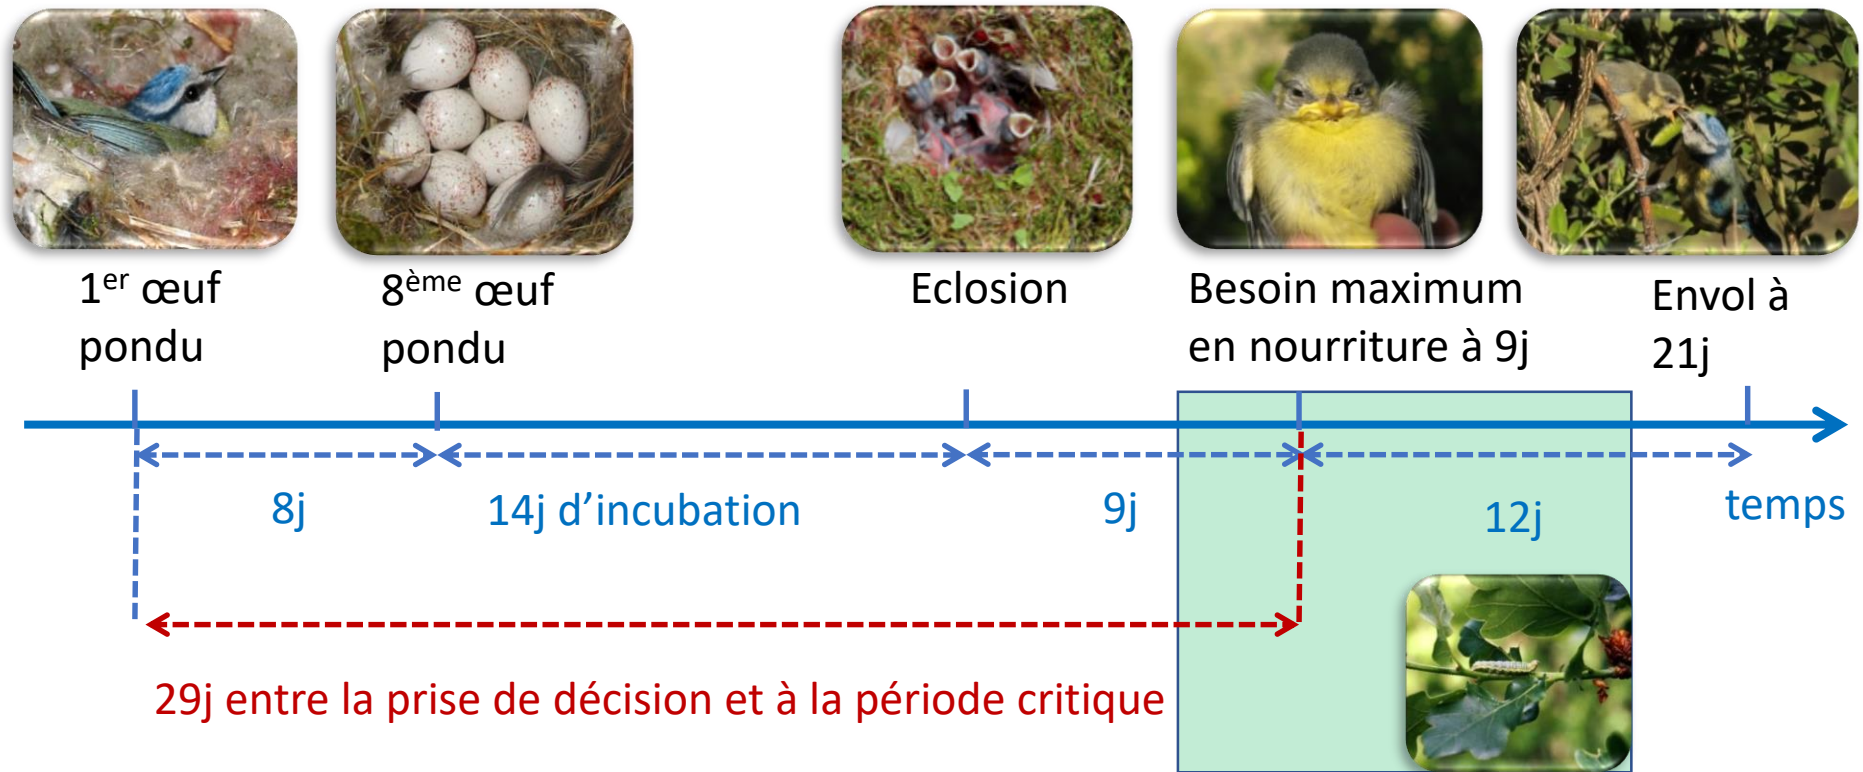 1er œuf
pondu
8ème œuf
pondu
Eclosion
Besoin maximum
en nourriture à 9j
Envol à
21j
8j
14j d’incubation
9j
12j
temps
29j entre la prise de décision et à la période critique